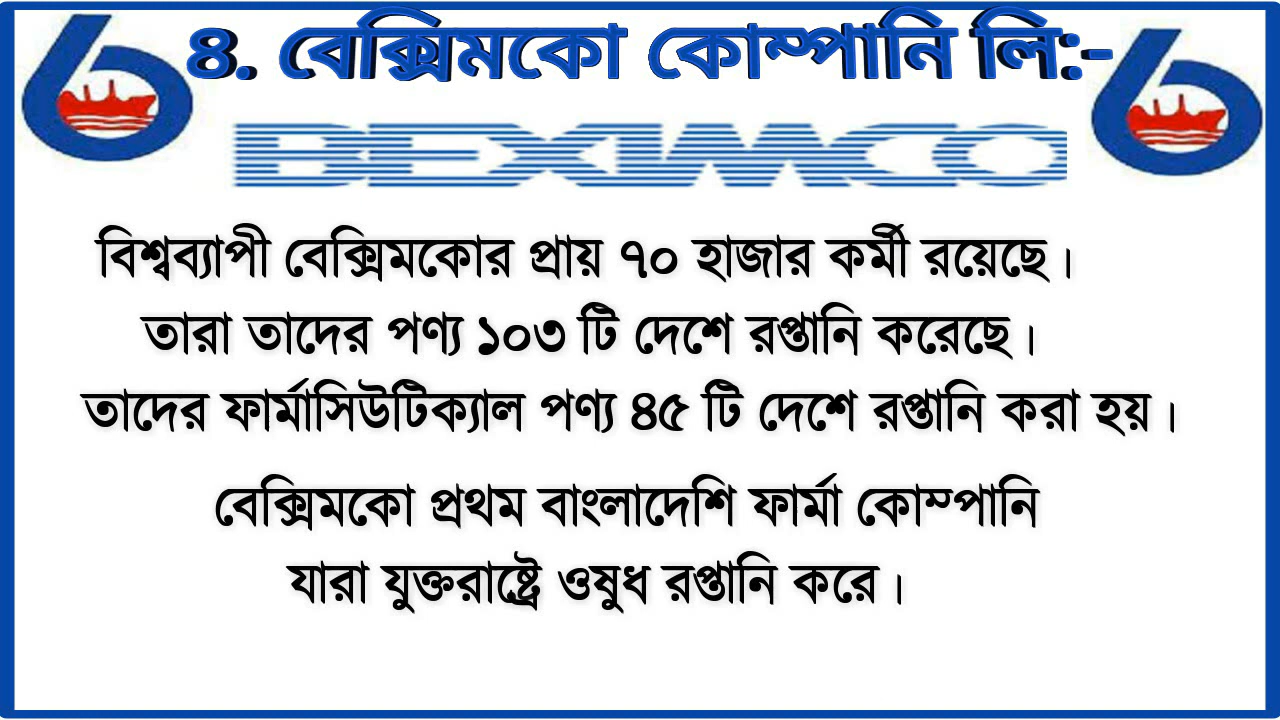 ৪. বেক্সিমকো কোম্পানি লি:-
BEXIMCO
বিশ্বব্যাপী বেক্সিমকোর প্রায় ৭০ হাজার কর্মী রয়েছে।
তারা তাদের পণ্য ১০৩ টি দেশে রপ্তানি করেছে।
তাদের ফার্মাসিউটিক্যাল পণ্য ৪৫ টি দেশে রপ্তানি করা হয়।
বেক্সিমকো প্রথম বাংলাদেশি ফার্মা কোম্পানি
যারা যুক্তরাষ্ট্রে ওষুধ রপ্তানি করে।